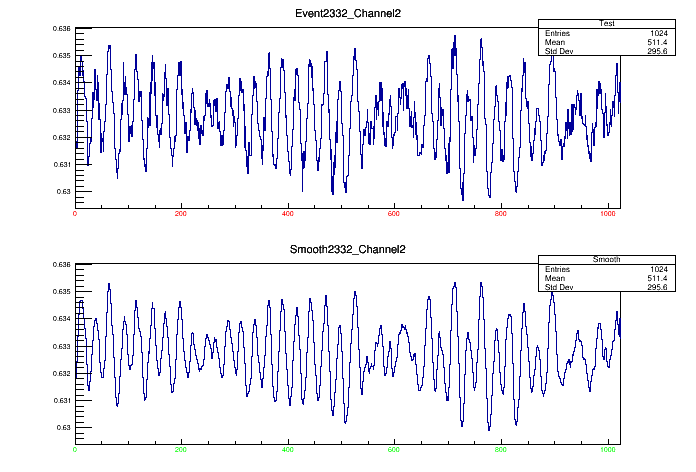 Event2332_Channel2
Test
Entries 1024
Mean 511.4
Std Dev 295.6
0.636
0.635
0.634
0.633
0.632
0.631
0.63
0 200 400 600 800 1000
Smooth2332_Channel2
Smooth
Entries 1024
Mean 511.4
Std Dev 295.6
0.636
0.635
0.634
0.633
0.632
0.631
0.63
0 200 400 600 800 1000